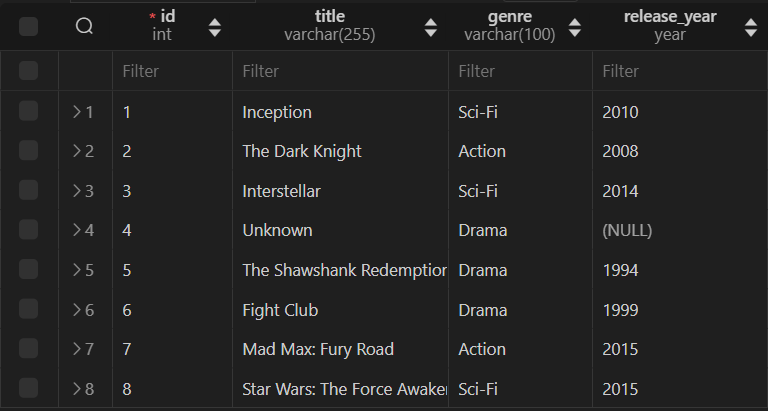 * id title genre release_year
int varchar(255) varchar(100) year
Filter Filter Filter Filter
1 1 Inception Sci-Fi 2010
2 2 The Dark Knight Action 2008
3 3 Interstellar Sci-Fi 2014
4 4 Unknown Drama (NULL)
5 5 The Shawshank Redemption Drama 1994
6 6 Fight Club Drama 1999
7 7 Mad Max: Fury Road Action 2015
8 8 Star Wars: The Force Awake Sci-Fi 2015